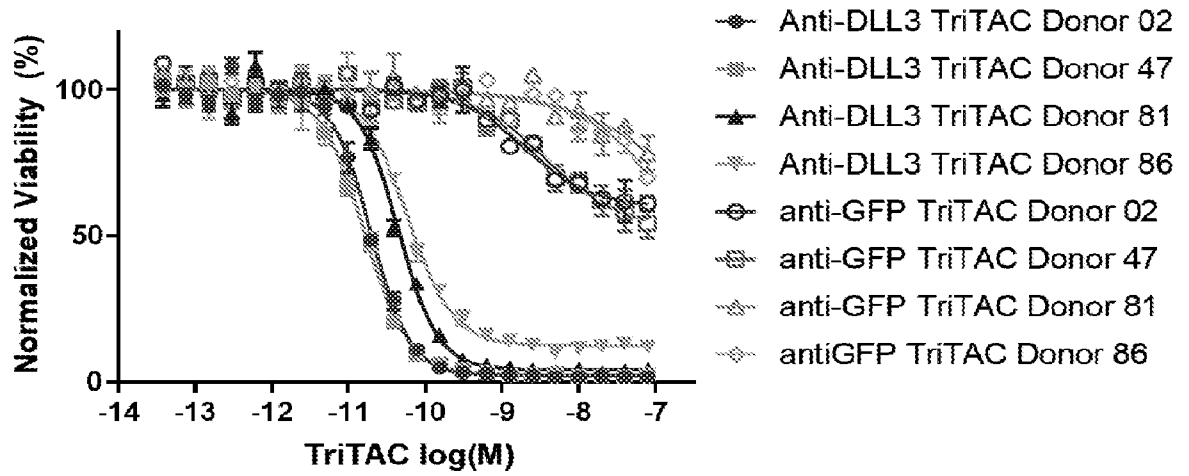 Normalized Viability (%)
100
50
0
-14 -13 -12 -11 -10 -9 -8 -7
TriTAC log(M)
Anti-DLL3 TriTAC Donor 02
Anti-DLL3 TriTAC Donor 47
Anti-DLL3 TriTAC Donor 81
Anti-DLL3 TriTAC Donor 86
anti-GFP TriTAC Donor 02
anti-GFP TriTAC Donor 47
anti-GFP TriTAC Donor 81
antiGFP TriTAC Donor 86